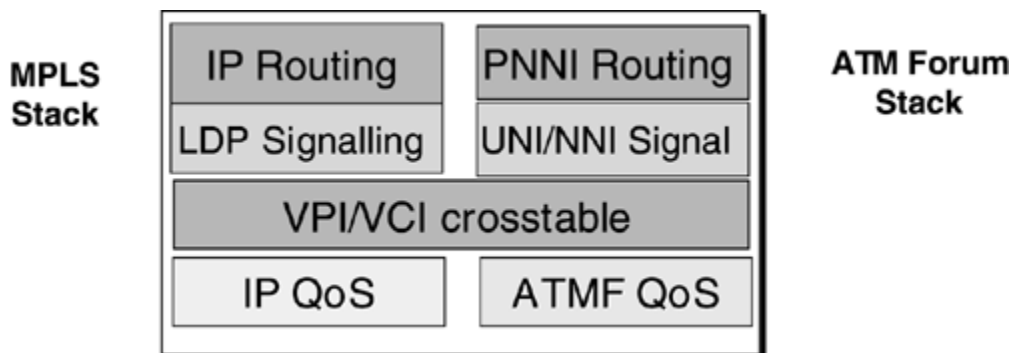 MPLS
Stack
IP Routing
LDP Signalling
PNNI Routing
UNI/NNI Signal
VPI/VCI crosstable
IP QoS
ATMF QoS
ATM Forum
Stack